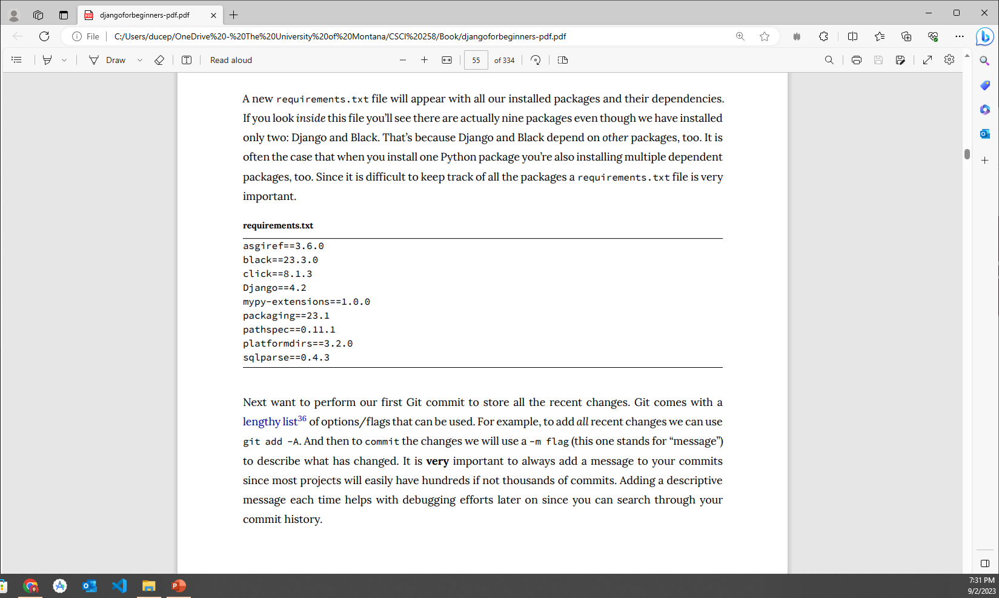 djangoforbeginners-pdf.pdf
File
C:/Users/ducep/OneDrive%20-%20The%20University%20of%20Montana/CSCI%20258/Book/djangoforbeginners-pdf.pdf
Draw
Read aloud
55 of 334
A new requirements.txt file will appear with all our installed packages and their dependencies.
If you look inside this file you’ll see there are actually nine packages even though we have installed
only two: Django and Black. That’s because Django and Black depend on other packages, too. It is
often the case that when you install one Python package you’re also installing multiple dependent
packages, too. Since it is difficult to keep track of all the packages a requirements.txt file is very
important.
requirements.txt
asgiref==3.6.0
black==23.3.0
click==8.1.3
Django==4.2
mypy-extensions==1.0.0
packaging==23.1
pathspec==0.11.1
platformdirs==3.2.0
sqlparse==0.4.3
Next want to perform our first Git commit to store all the recent changes. Git comes with a
lengthy list36 of options/flags that can be used. For example, to add all recent changes we can use
git add -A. And then to commit the changes we will use a -m flag (this one stands for “message”)
to describe what has changed. It is very important to always add a message to your commits
since most projects will easily have hundreds if not thousands of commits. Adding a descriptive
message each time helps with debugging efforts later on since you can search through your
commit history.
7:31 PM
9/2/2023